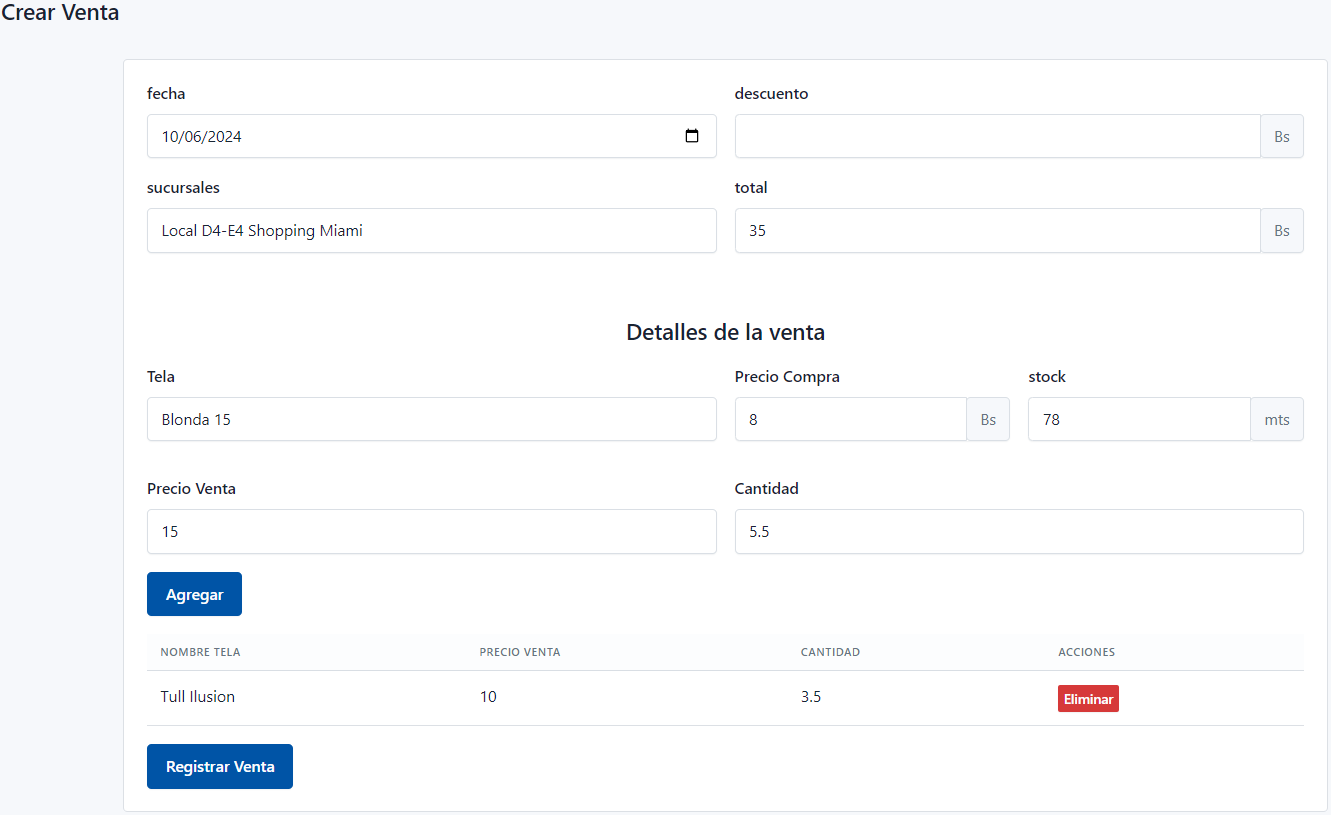 Crear Venta
fecha
descuento
10/06/2024
Bs
sucursales
total
Local D4-E4 Shopping Miami
35
Bs
Detalles de la venta
Tela
Precio Compra
stock
Blonda 15
8
Bs
78
mts
Precio Venta
Cantidad
15
5.5
Agregar
NOMBRE TELA
PRECIO VENTA
CANTIDAD
ACCIONES
Tull Ilusion
10
3.5
Eliminar
Registrar Venta